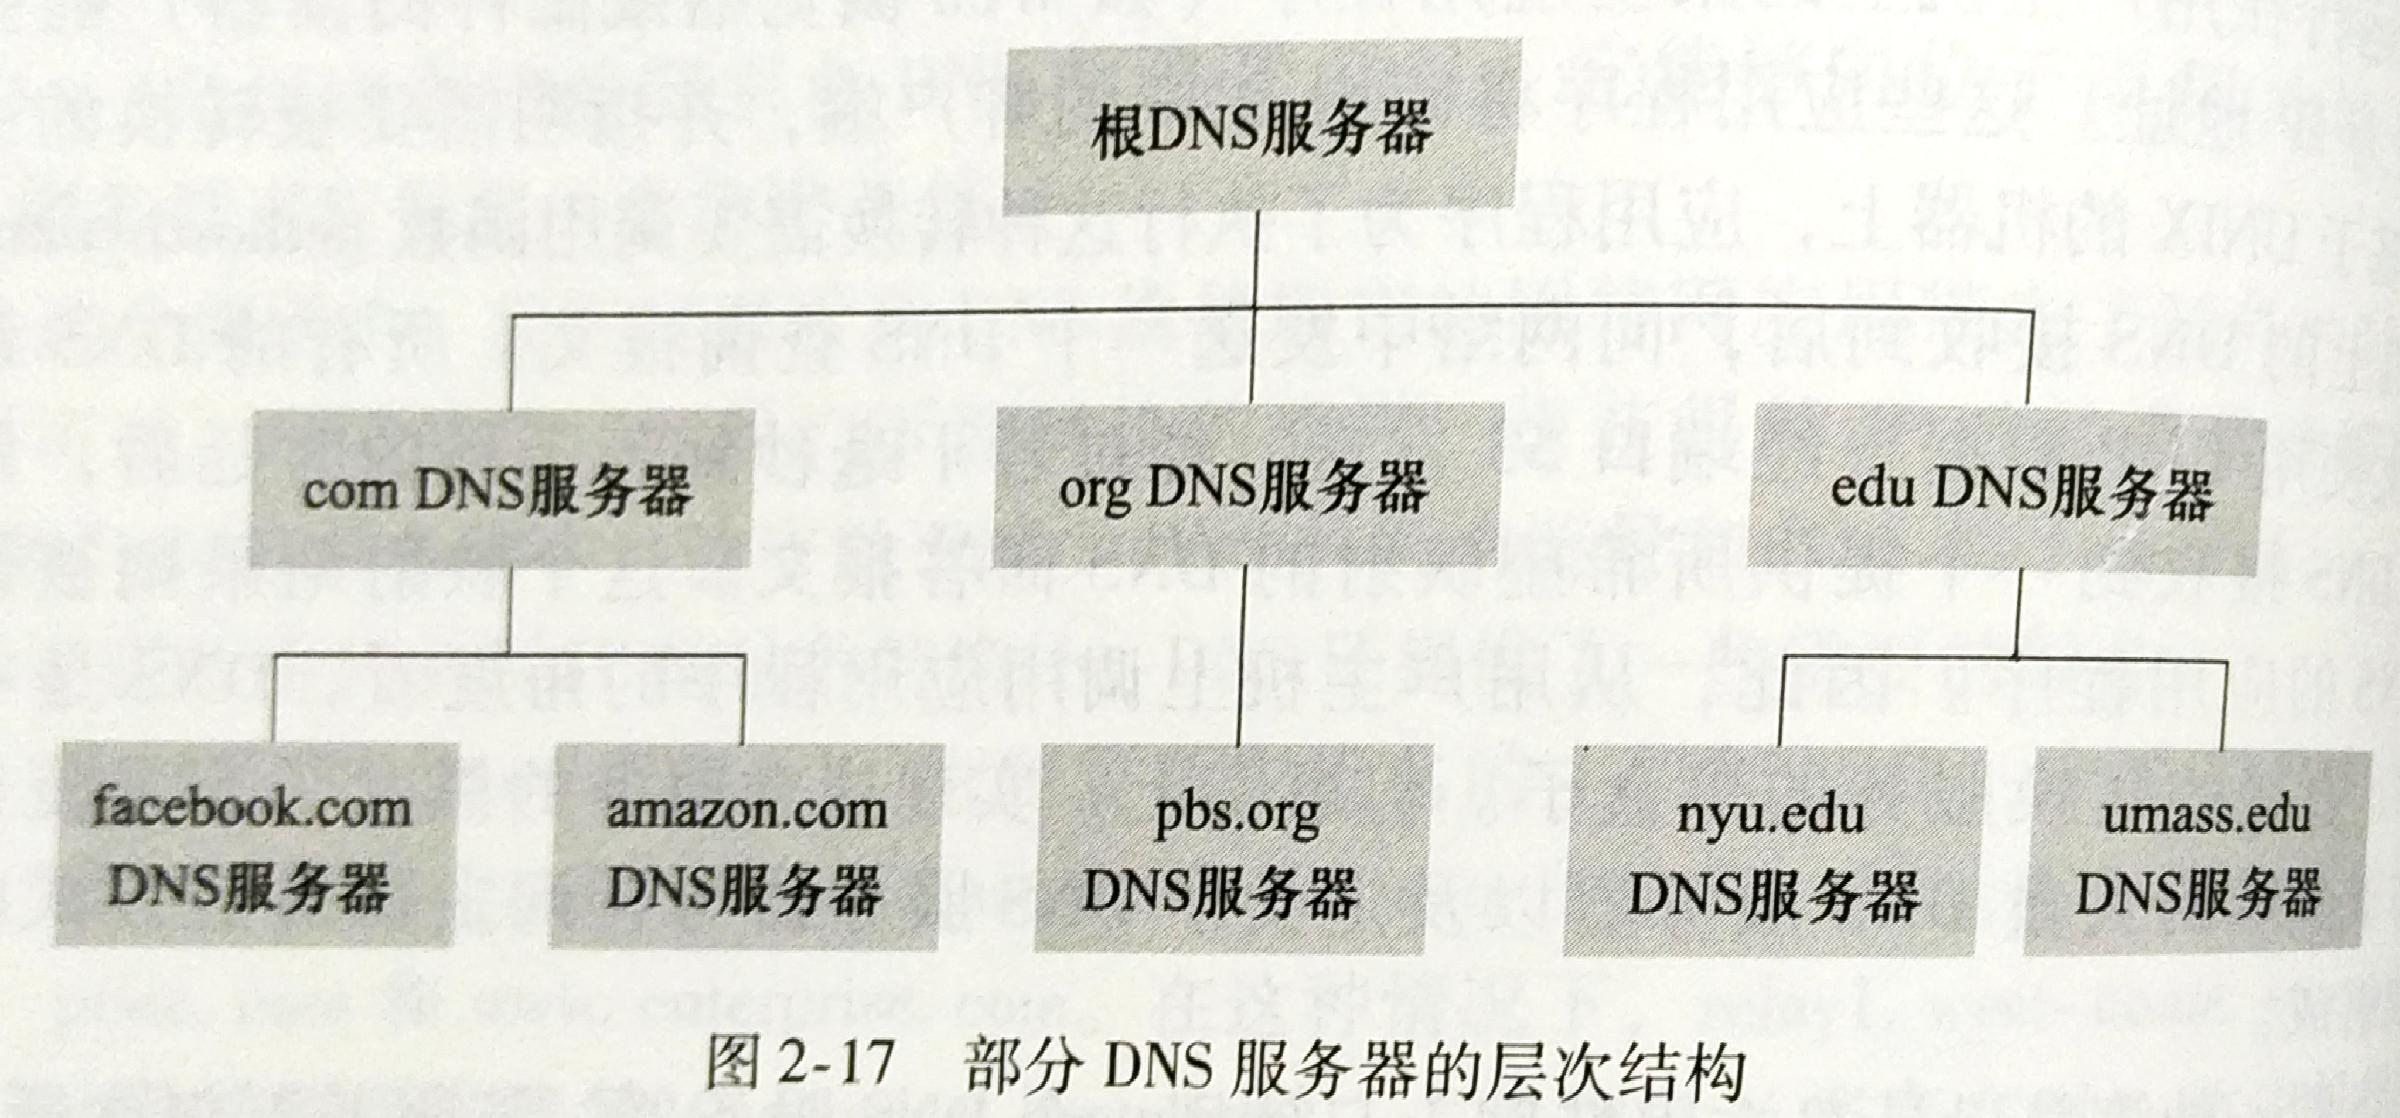 根DNS服务器
com DNS服务器
org DNS服务器
edu DNS服务器
facebook.com
DNS服务器
amazon.com
DNS服务器
pbs.org
DNS服务器
nyu.edu
DNS服务器
umass.edu
DNS服务器
图 2-17 部分 DNS 服务器的层次结构